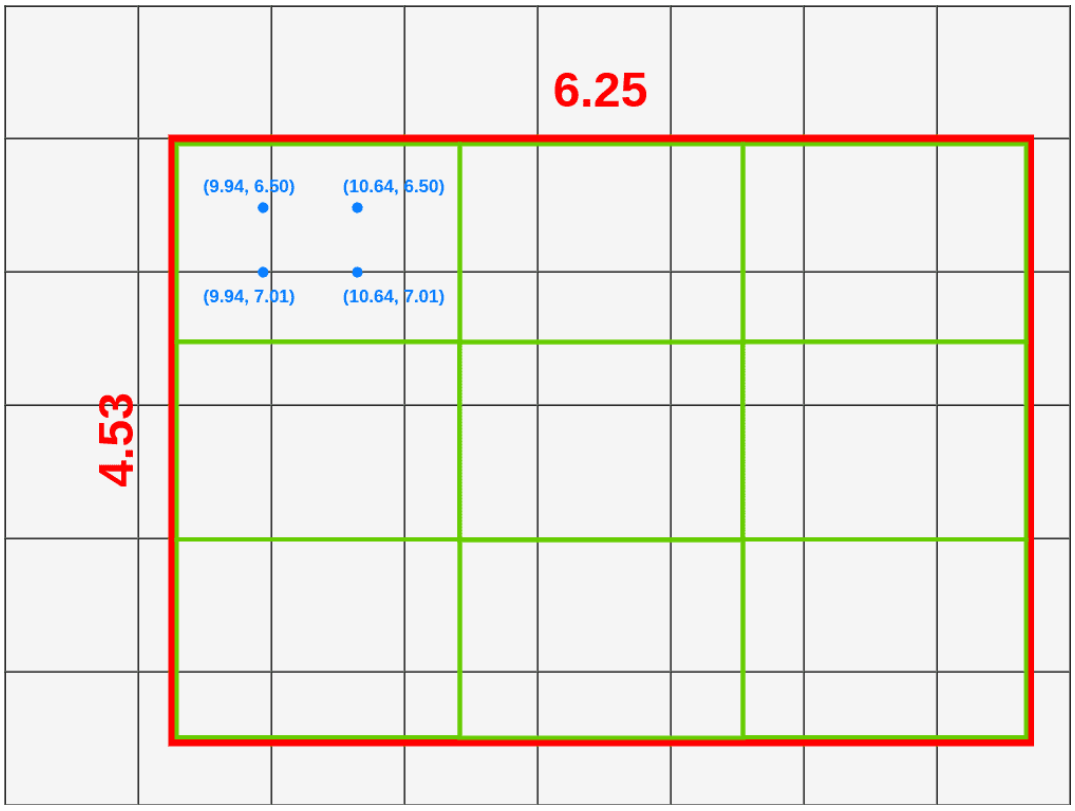 6.25
(9.94, 6.50) (10.64, 6.50)
(9.94, 7.01) (10.64, 7.01)
4.53